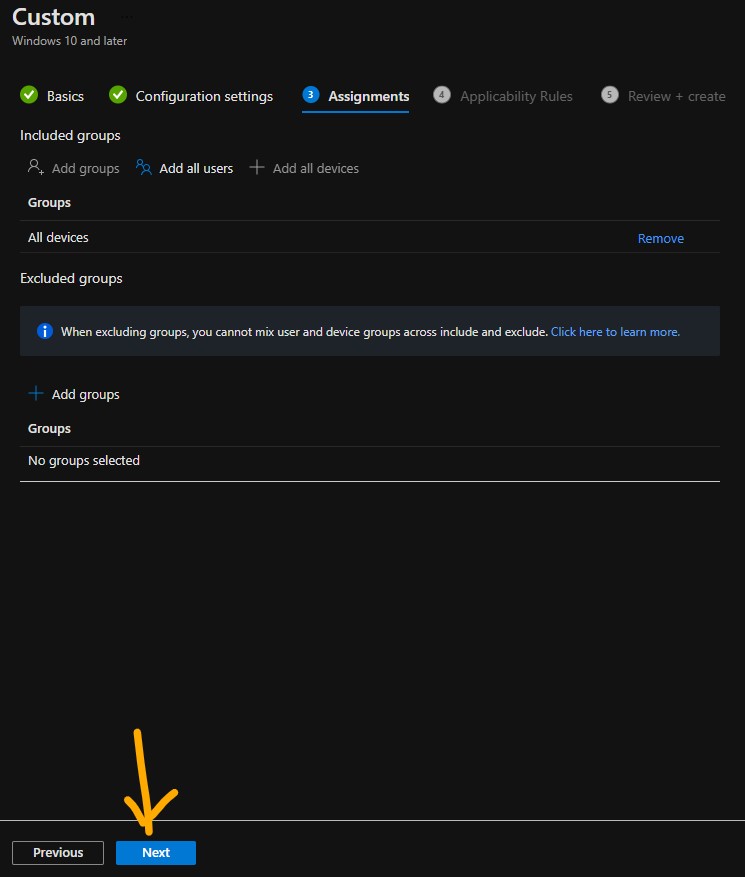 Custom ...
Windows 10 and later
Basics Configuration settings 3 Assignments 4 Applicability Rules 5 Review + create
Included groups
Add groups Add all users Add all devices
Groups
All devices Remove
Excluded groups
When excluding groups, you cannot mix user and device groups across include and exclude. Click here to learn more.
Add groups
Groups
No groups selected
Previous Next